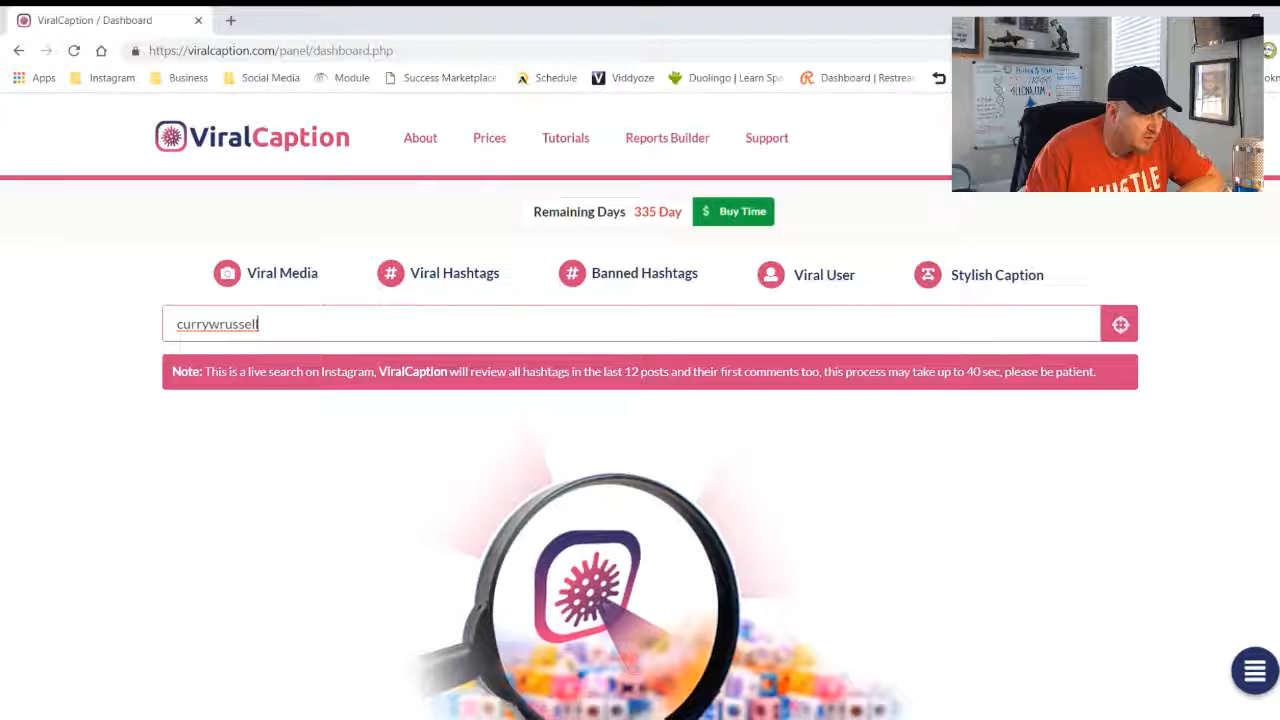 ViralCaption / Dashboard
https://viralcaption.com/panel/dashboard.php
Apps Instagram Business Social Media Success Marketplace Schedule Viddyoze Duolingo | Learn Spa Dashboard | Restrea
ViralCaption About Prices Tutorials Reports Builder Support
HUSTLE
Remaining Days 335 Day $ Buy Time
Viral Media Viral Hashtags Banned Hashtags Viral User Stylish Caption
currywrussell
Note: This is a live search on Instagram, ViralCaption will review all hashtags in the last 12 posts and their first comments too, this process may take up to 40 sec, please be patient.